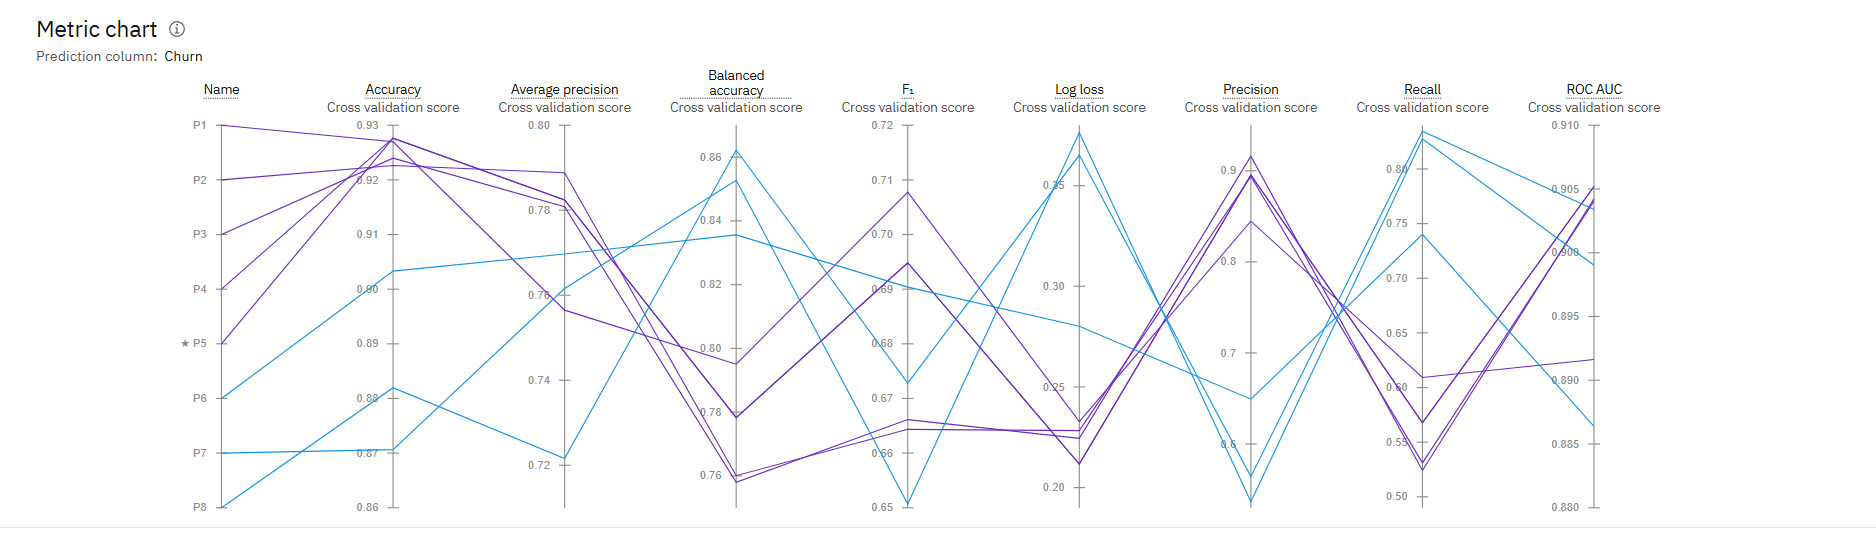 Metric chart
Prediction column: Churn
Name
Accuracy
Cross validation score
Average precision
Cross validation score
Balanced
accuracy
Cross validation score
F₁
Cross validation score
Log loss
Cross validation score
Precision
Cross validation score
Recall
Cross validation score
ROC AUC
Cross validation score
P1
P2
P3
P4
★ P5
P6
P7
P8
0.93
0.92
0.91
0.90
0.89
0.88
0.87
0.86
0.80
0.78
0.76
0.74
0.72
0.86
0.84
0.82
0.80
0.78
0.76
0.72
0.71
0.70
0.69
0.68
0.67
0.66
0.65
0.35
0.30
0.25
0.20
0.9
0.8
0.7
0.6
0.80
0.75
0.70
0.65
0.60
0.55
0.50
0.910
0.905
0.900
0.895
0.890
0.885
0.880